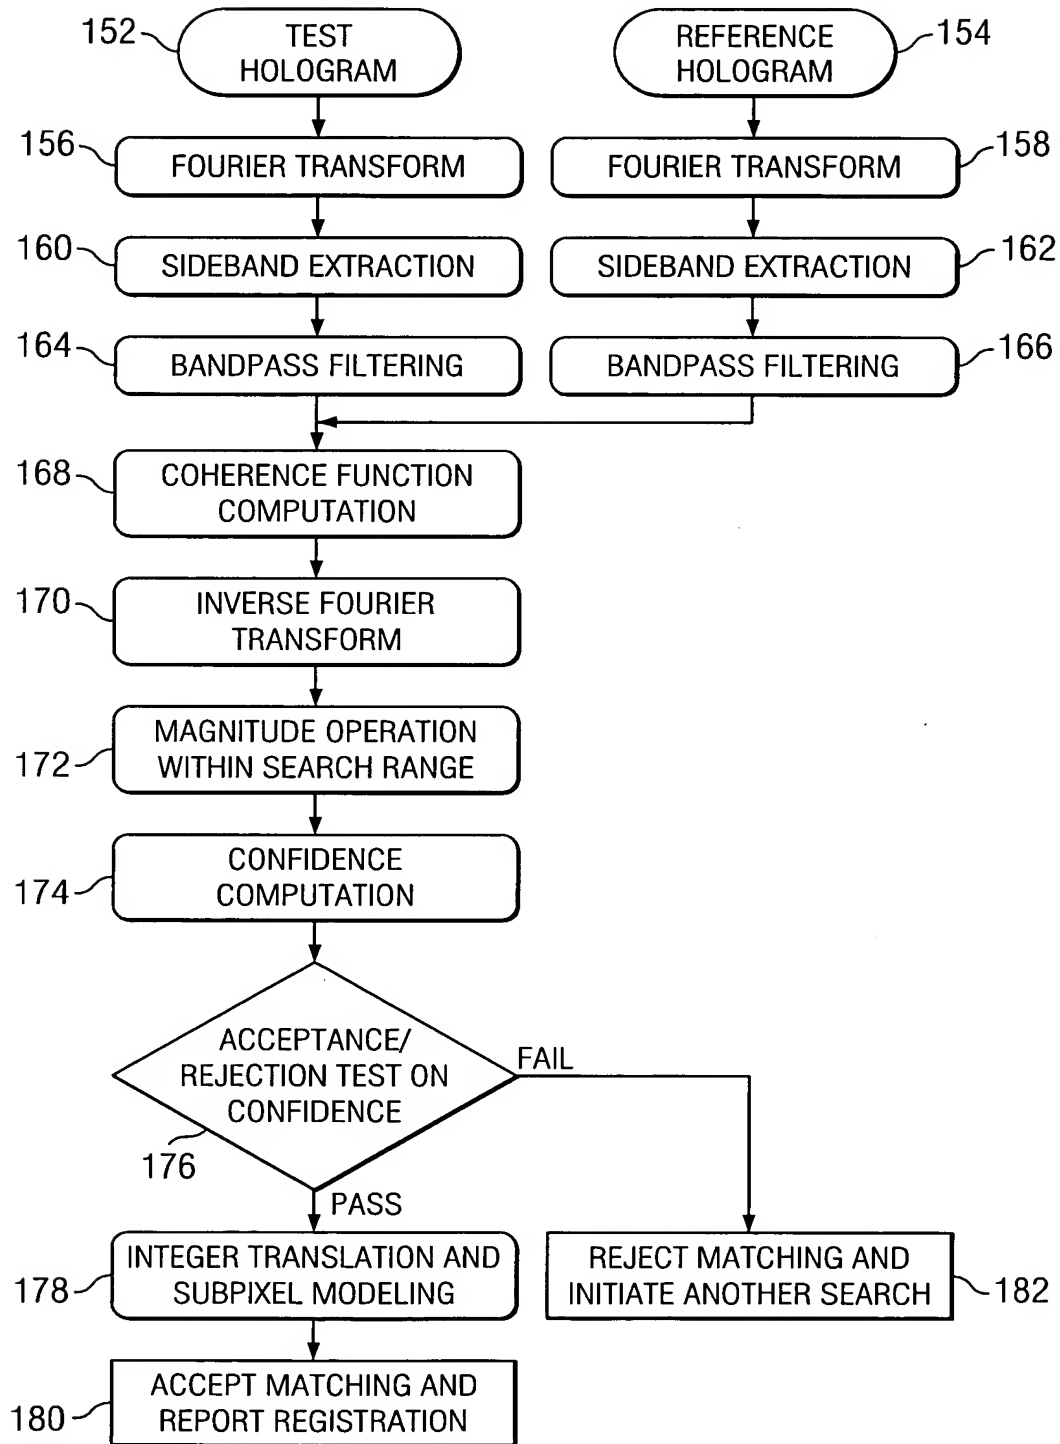 152
TEST
HOLOGRAM
REFERENCE
HOLOGRAM
154
156
FOURIER TRANSFORM
FOURIER TRANSFORM
158
160
SIDEBAND EXTRACTION
SIDEBAND EXTRACTION
162
164
BANDPASS FILTERING
BANDPASS FILTERING
166
168
COHERENCE FUNCTION
COMPUTATION
170
INVERSE FOURIER
TRANSFORM
172
MAGNITUDE OPERATION
WITHIN SEARCH RANGE
174
CONFIDENCE
COMPUTATION
ACCEPTANCE/
REJECTION TEST ON
CONFIDENCE
FAIL
176
PASS
178
INTEGER TRANSLATION AND
SUBPIXEL MODELING
REJECT MATCHING AND
INITIATE ANOTHER SEARCH
182
180
ACCEPT MATCHING AND
REPORT REGISTRATION